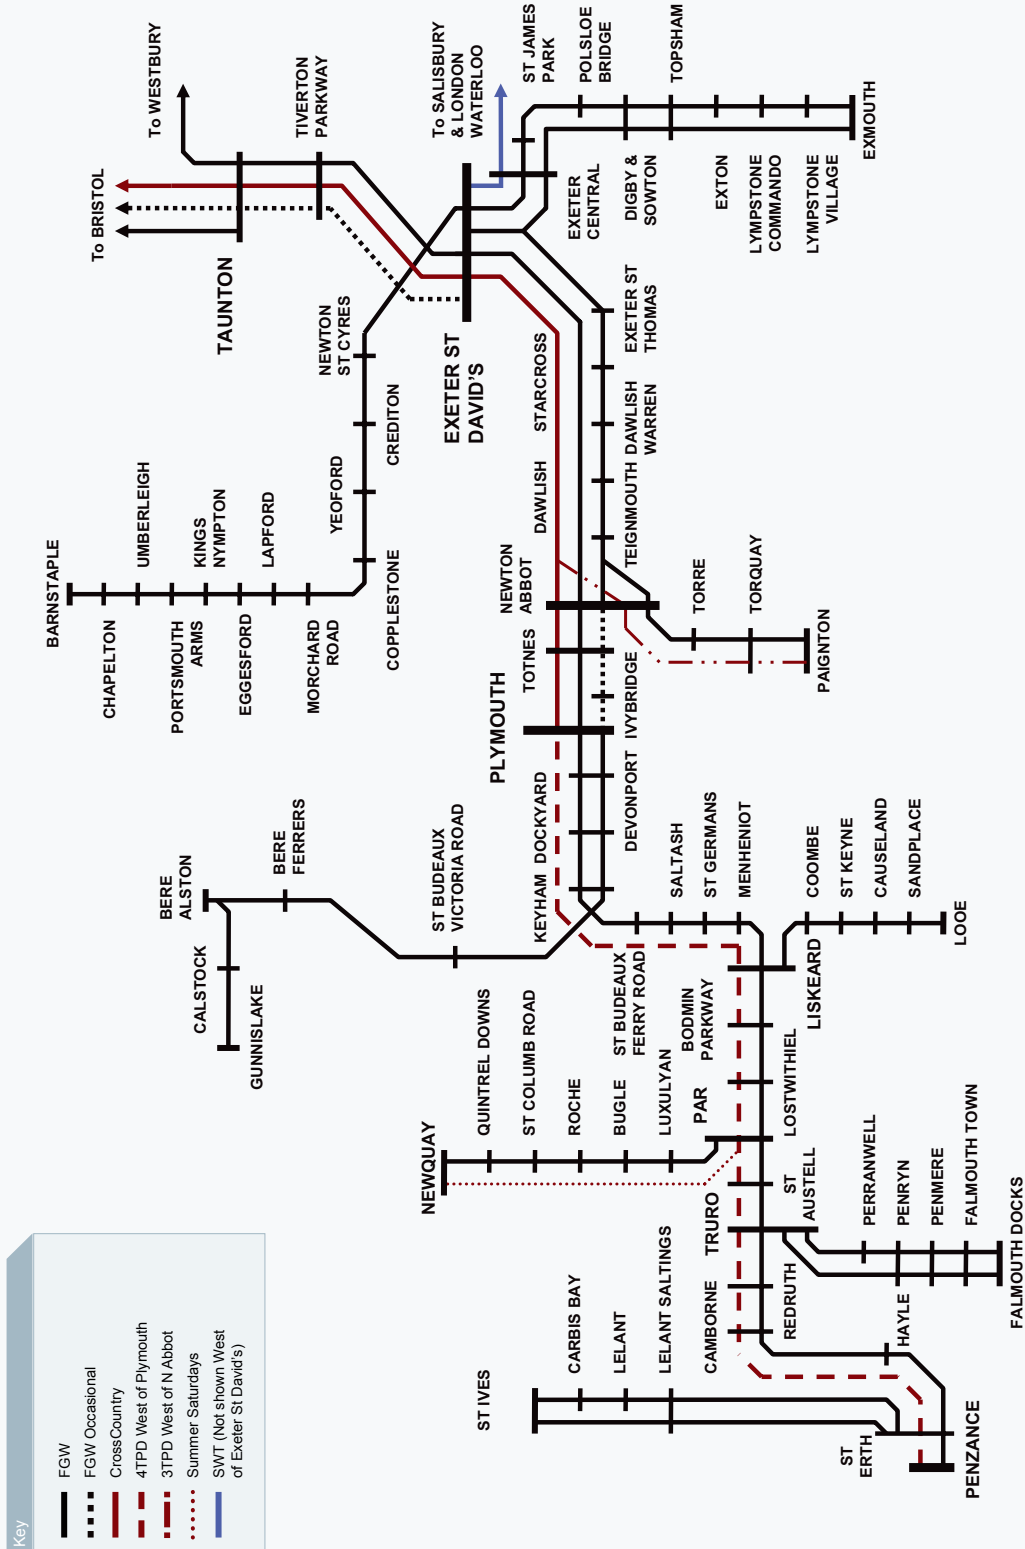 Key
FGW
FGW Occasional
CrossCountry
4TPD West of Plymouth
3TPD West of N Abbot
Summer Saturdays
SWT (Not shown West
of Exeter St David's)
To BRISTOL
To WESTBURY
TAUNTON
TIVERTON
PARKWAY
To SALISBURY
& LONDON
WATERLOO
ST JAMES
PARK
POLSLOE
BRIDGE
TOPSHAM
EXETER
CENTRAL
DIGBY &
SOWTON
EXTON
LYMPSTONE
COMMANDO
LYMPSTONE
VILLAGE
EXMOUTH
EXETER ST
DAVID'S
NEWTON
ST CYRES
CREDITON
YEOFORD
COPPLESTONE
MORCHARD
ROAD
LAPFORD
EGGESFORD
KINGS
NYMPTON
PORTSMOUTH
ARMS
UMBERLEIGH
CHAPELTON
BARNSTAPLE
EXETER ST
THOMAS
STARCROSS
DAWLISH
WARREN
DAWLISH
TEIGNMOUTH
NEWTON
ABBOT
TORRE
TORQUAY
PAIGNTON
TOTNES
IVYBRIDGE
PLYMOUTH
DEVONPORT
DOCKYARD
KEYHAM
ST BUDEAUX
VICTORIA ROAD
BERE
FERRERS
BERE
ALSTON
CALSTOCK
GUNNISLAKE
ST BUDEAUX
FERRY ROAD
SALTASH
ST GERMANS
MENHENIOT
LISKEARD
COOMBE
ST KEYNE
CAUSELAND
SANDPLACE
LOOE
BODMIN
PARKWAY
LOSTWITHIEL
PAR
LUXULYAN
BUGLE
ROCHE
ST COLUMB ROAD
QUINTREL DOWNS
NEWQUAY
ST
AUSTELL
TRURO
PERRANWELL
PENRYN
PENMERE
FALMOUTH TOWN
FALMOUTH DOCKS
REDRUTH
CAMBORNE
HAYLE
ST
ERTH
LELANT SALTINGS
LELANT
CARBIS BAY
ST IVES
PENZANCE